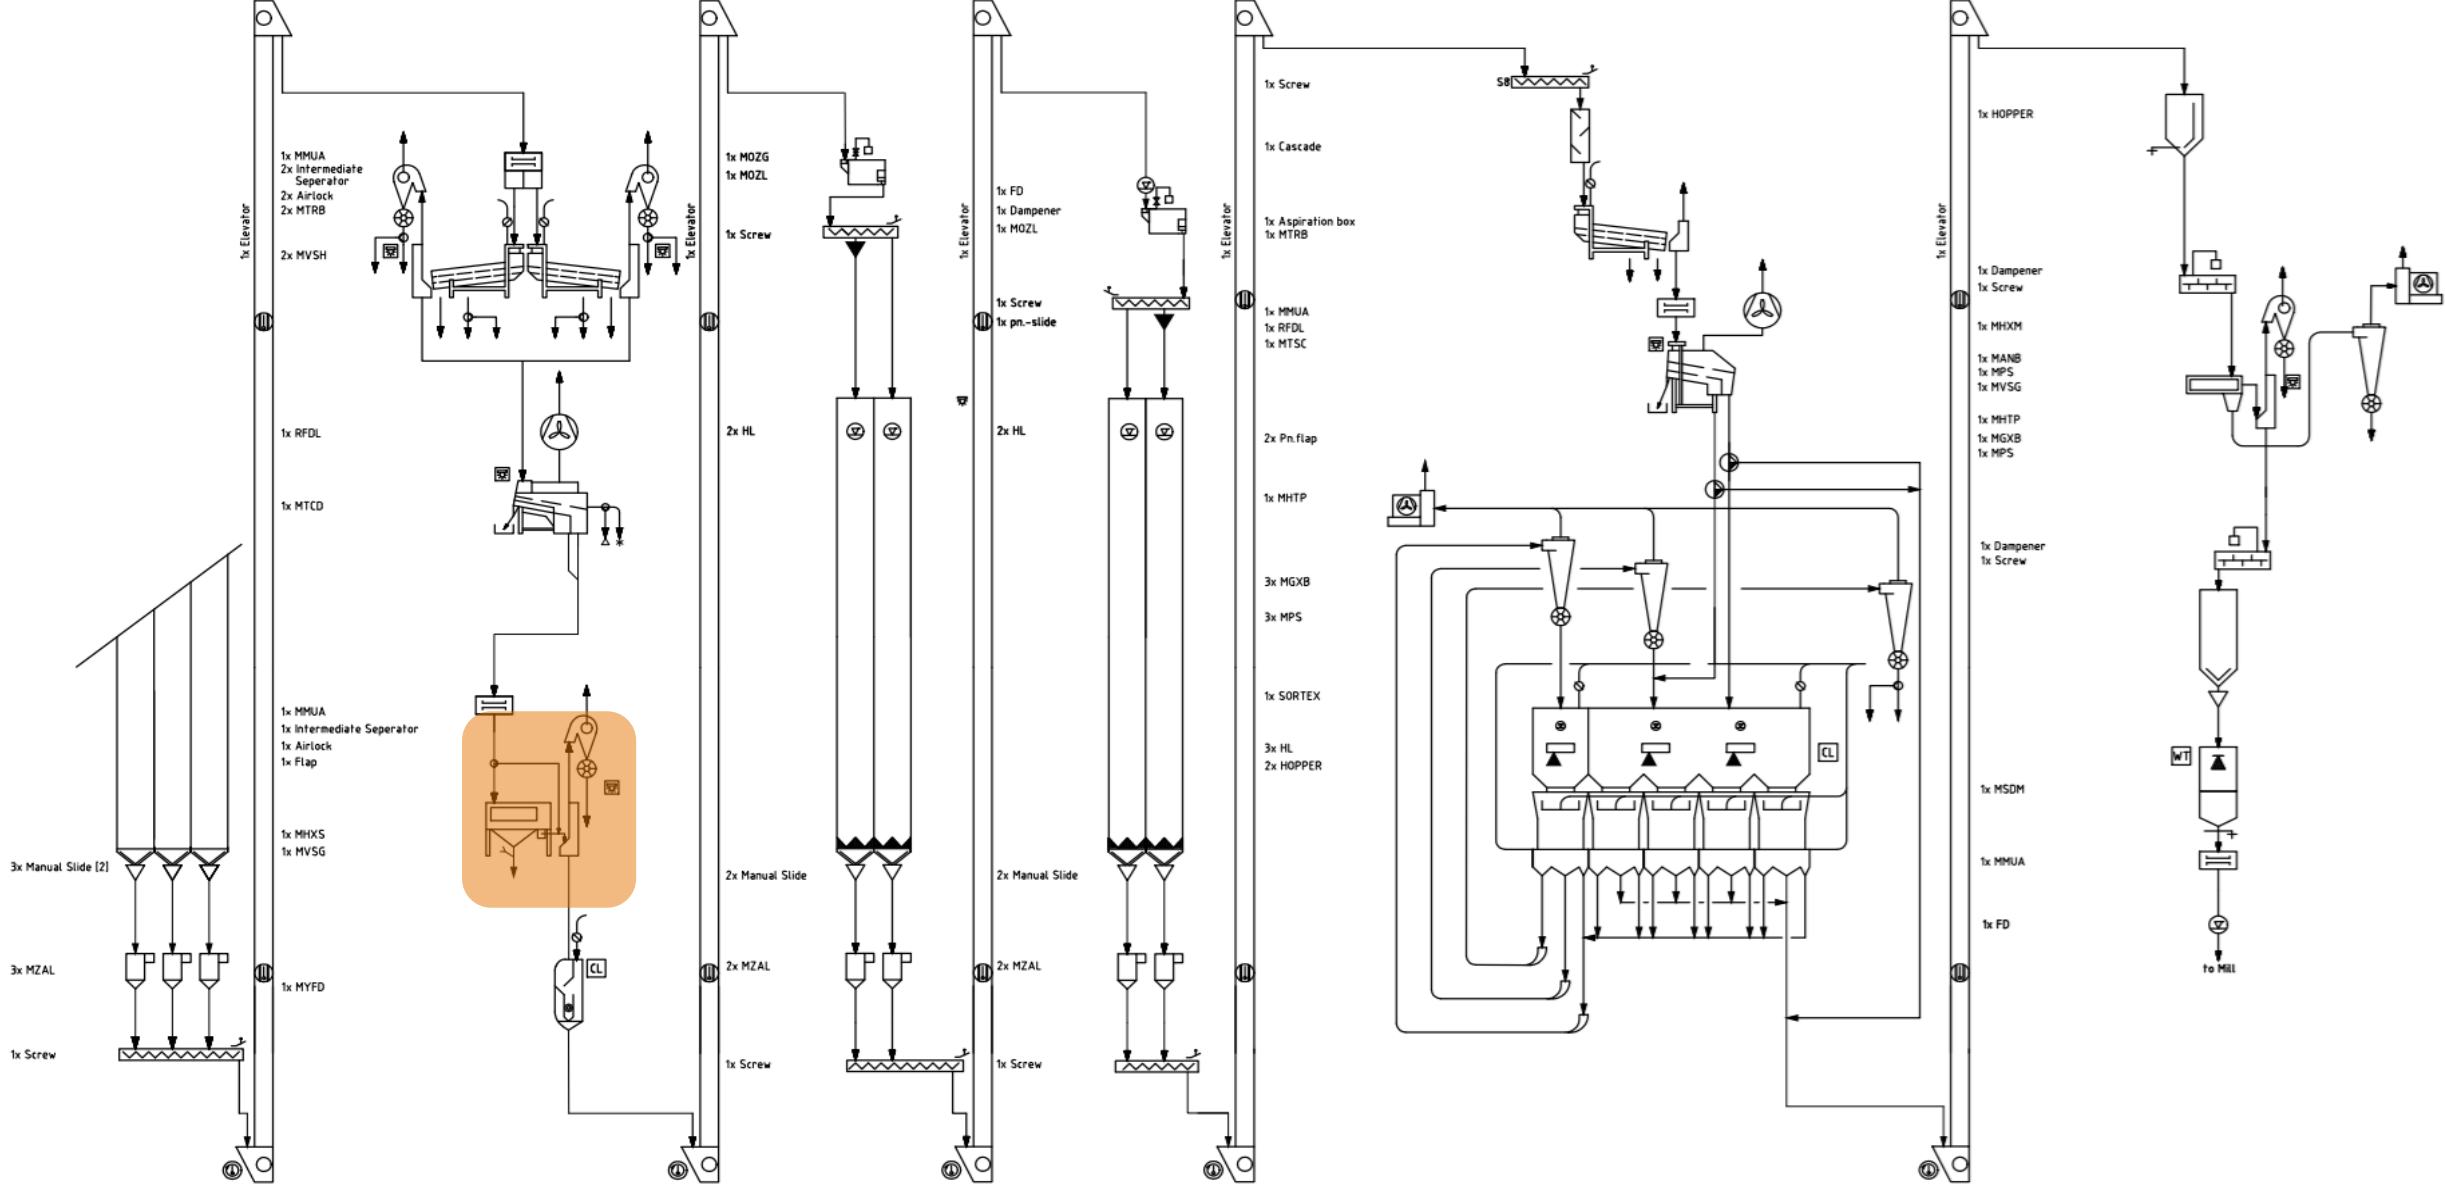 3x Manual Slide [2]
3x MZAL
1x Screw
1x Elevator
1x MMUA
2x Intermediate
Seperator
2x Airlock
2x MTRB
2x MVSH
1x RFDL
1x MTCD
1x MMUA
1x Intermediate Seperator
1x Airlock
1x Flap
1x MHXS
1x MVSG
1x MYFD
CL
1x Elevator
1x MOZG
1x MOZL
1x Screw
2x HL
2x Manual Slide
2x MZAL
1x Screw
1x Elevator
1x FD
1x Dampener
1x MOZL
1x Screw
1x pn.-slide
2x HL
2x Manual Slide
2x MZAL
1x Screw
1x Elevator
1x Screw
S8
1x Cascade
1x Aspiration box
1x MTRB
1x MMUA
1x RFDL
1x MTSC
2x Pn.flap
1x MHTP
3x MGXB
3x MPS
1x SORTEX
3x HL
2x HOPPER
CL
1x Elevator
1x HOPPER
1x Dampener
1x Screw
1x MHXM
1x MANB
1x MPS
1x MVSG
1x MHTP
1x MGXB
1x MPS
1x Dampener
1x Screw
WT
1x MSDM
1x MMUA
1x FD
to Mill